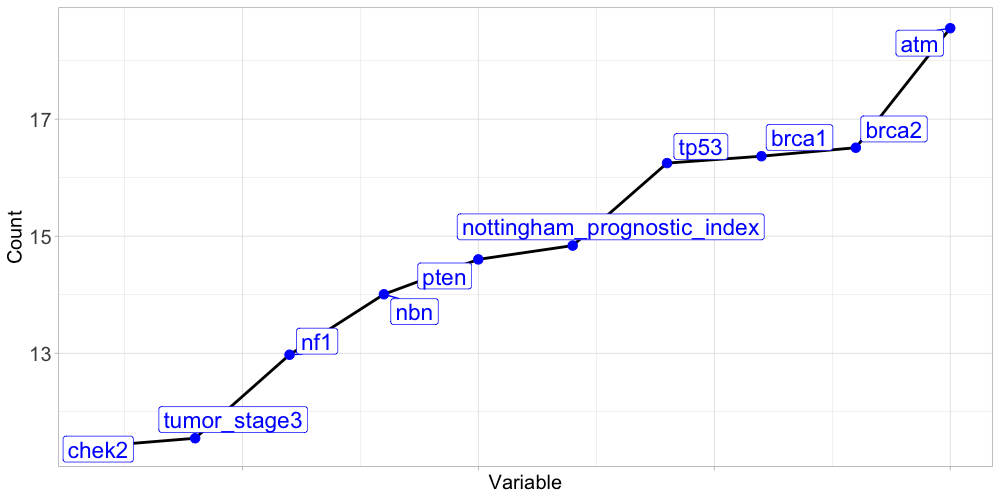 atm
17
brca2
brca1
tp53
15
nottingham_prognostic_index
pten
nbn
13
nf1
tumor_stage3
chek2
Count
Variable